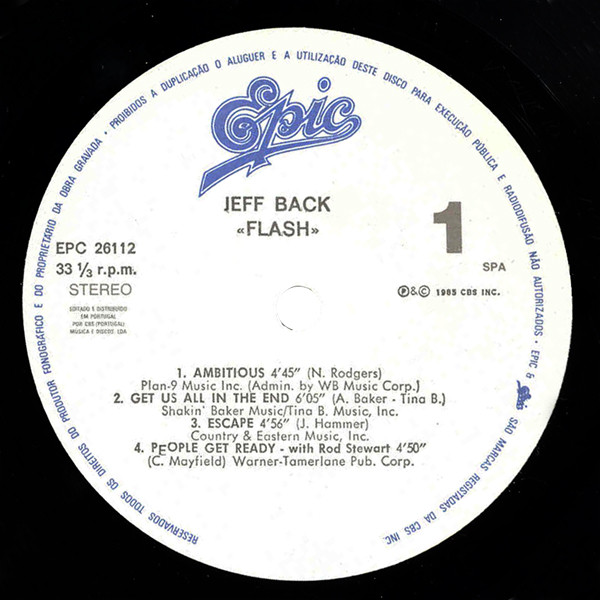 PROIBIDOS A DUPLICAÇÃO O ALUGUER E A UTILIZAÇÃO DESTE DISCO PARA EXECUÇÃO PÚBLICA E RADIODIFUSÃO NÃO AUTORIZADOS · EPIC &
Epic
SÃO MARCAS REGISTADAS DA CBS INC
RESERVADOS TODOS OS DIREITOS DO PRODUTOR FONOGRÁFICO E DO PROPRIETÁRIO DA OBRA GRAVADA ·
Epic
JEFF BACK
«FLASH»
1
EPC 26112
33 ⅓ r.p.m.
STEREO
SPA
EDITADO E DISTRIBUÍDO
EM PORTUGAL
POR CBS (PORTUGAL)
MÚSICA E DISCOS, LDA
Ⓟ&© 1985 CBS INC.
1. AMBITIOUS 4'45" (N. Rodgers)
Plan-9 Music Inc. (Admin. by WB Music Corp.)
2. GET US ALL IN THE END 6'05" (A. Baker - Tina B.)
Shakin' Baker Music/Tina B. Music, Inc.
3. ESCAPE 4'56" (J. Hammer)
Country & Eastern Music, Inc.
4. PEOPLE GET READY - with Rod Stewart 4'50"
(C. Mayfield) Warner-Tamerlane Pub. Corp.